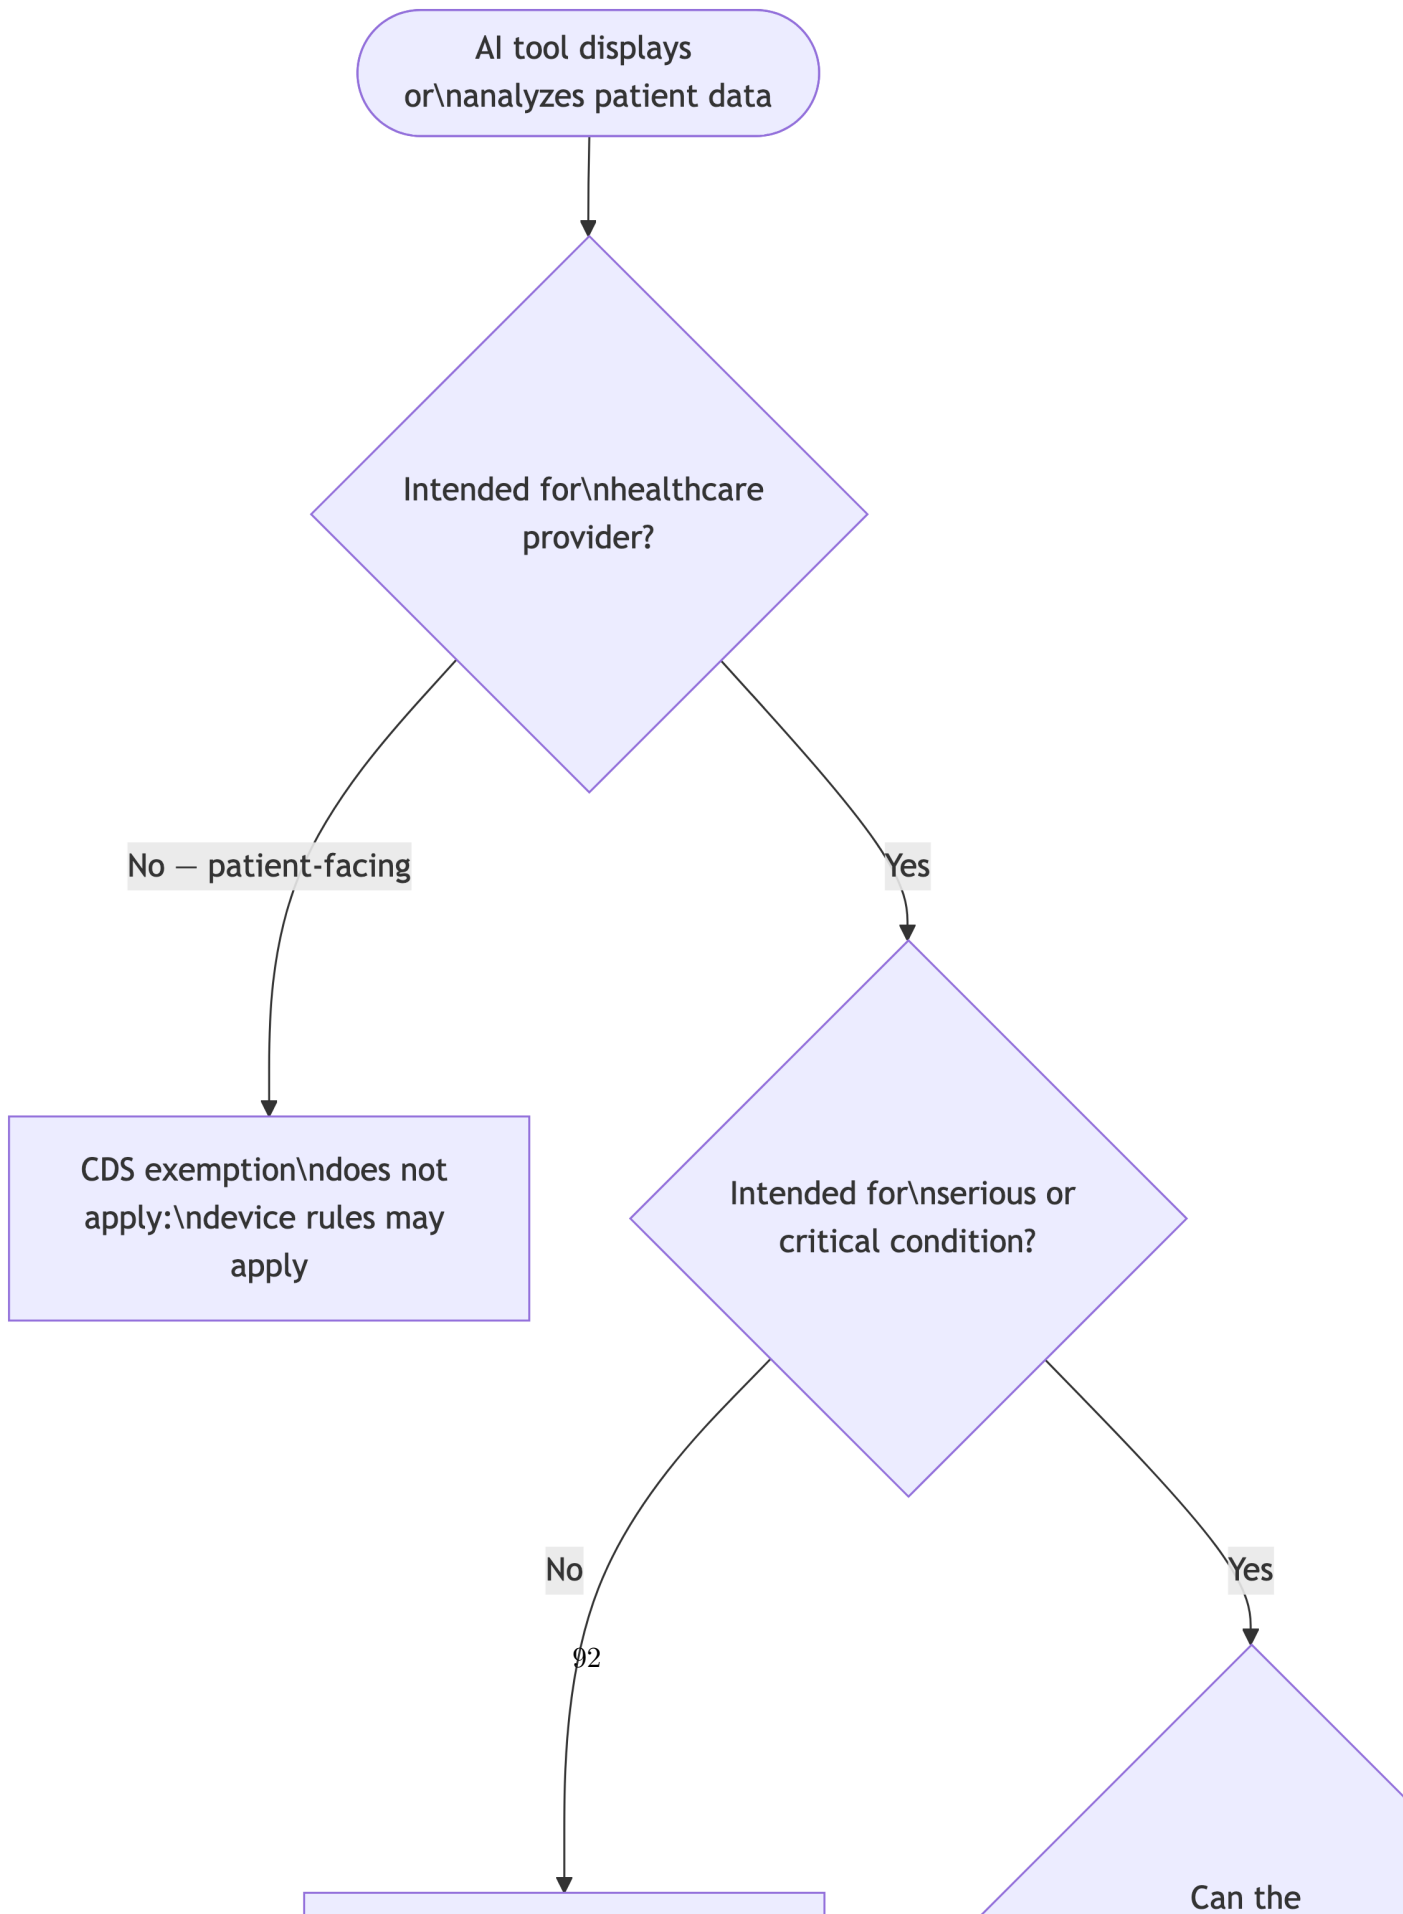 AI tool displays
or\nanalyzes patient data
Intended for\nhealthcare
provider?
No — patient-facing
Yes
CDS exemption\ndoes not
apply:\ndevice rules may
apply
Intended for\nserious or
critical condition?
No
Yes
92
Can the